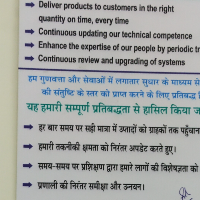 Deliver products to customers in the right
quantity on time, every time
Continuous updating our technical competence
Enhance the expertise of our people by periodic tr
Continuous review and upgrading of systems
हम गुणवत्ता और सेवाओं में लगातार सुधार के माध्यम से
की संतुष्टि के स्तर को प्राप्त करने के लिए प्रतिबद्ध
यह हमारी सम्पूर्ण प्रतिबद्धता से हासिल किया ज
हर बार समय पर सही मात्रा में उत्पादों को ग्राहकों तक पहुँचान
हमारी तकनीकी क्षमता को निरंतर अपडेट करते हुए।
समय-समय पर प्रशिक्षण द्वारा हमारे लोगों की विशेषज्ञता को
प्रणाली की निरंतर समीक्षा और उन्नयन।